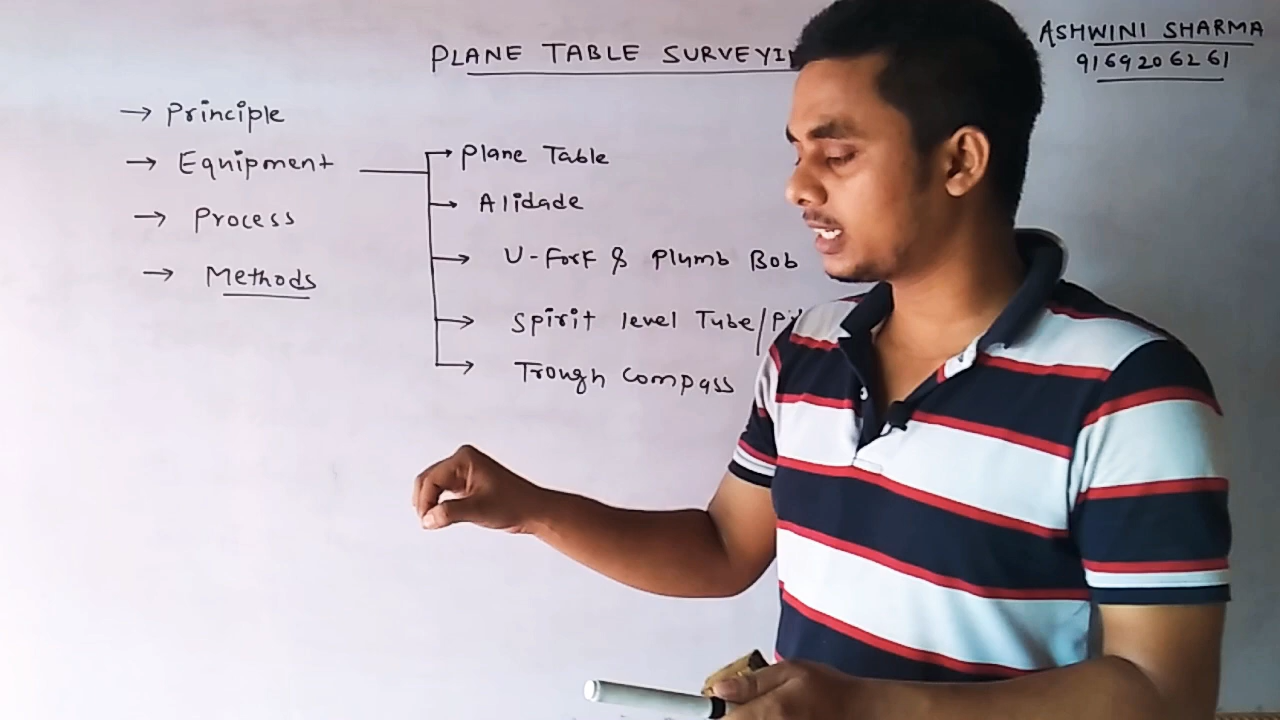 PLANE TABLE SURVEYI
ASHWINI SHARMA
9169206261
→ Principle
→ Equipment
→ Process
→ Methods
→ Plane Table
→ Alidade
→ U-Fork & Plumb Bob
→ Spirit level Tube/
→ Trough Compass